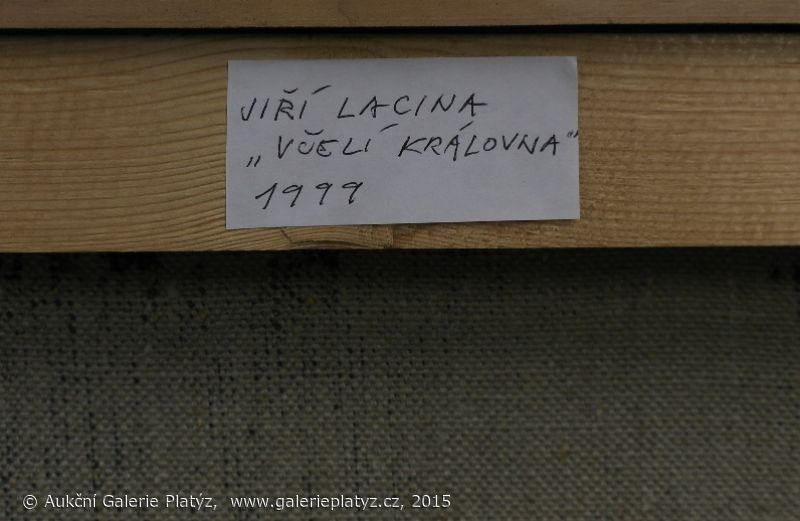 JIŘÍ LACINA
„VČELÍ KRÁLOVNA"
1999
© Aukční Galerie Platýz, www.galerieplatyz.cz, 2015